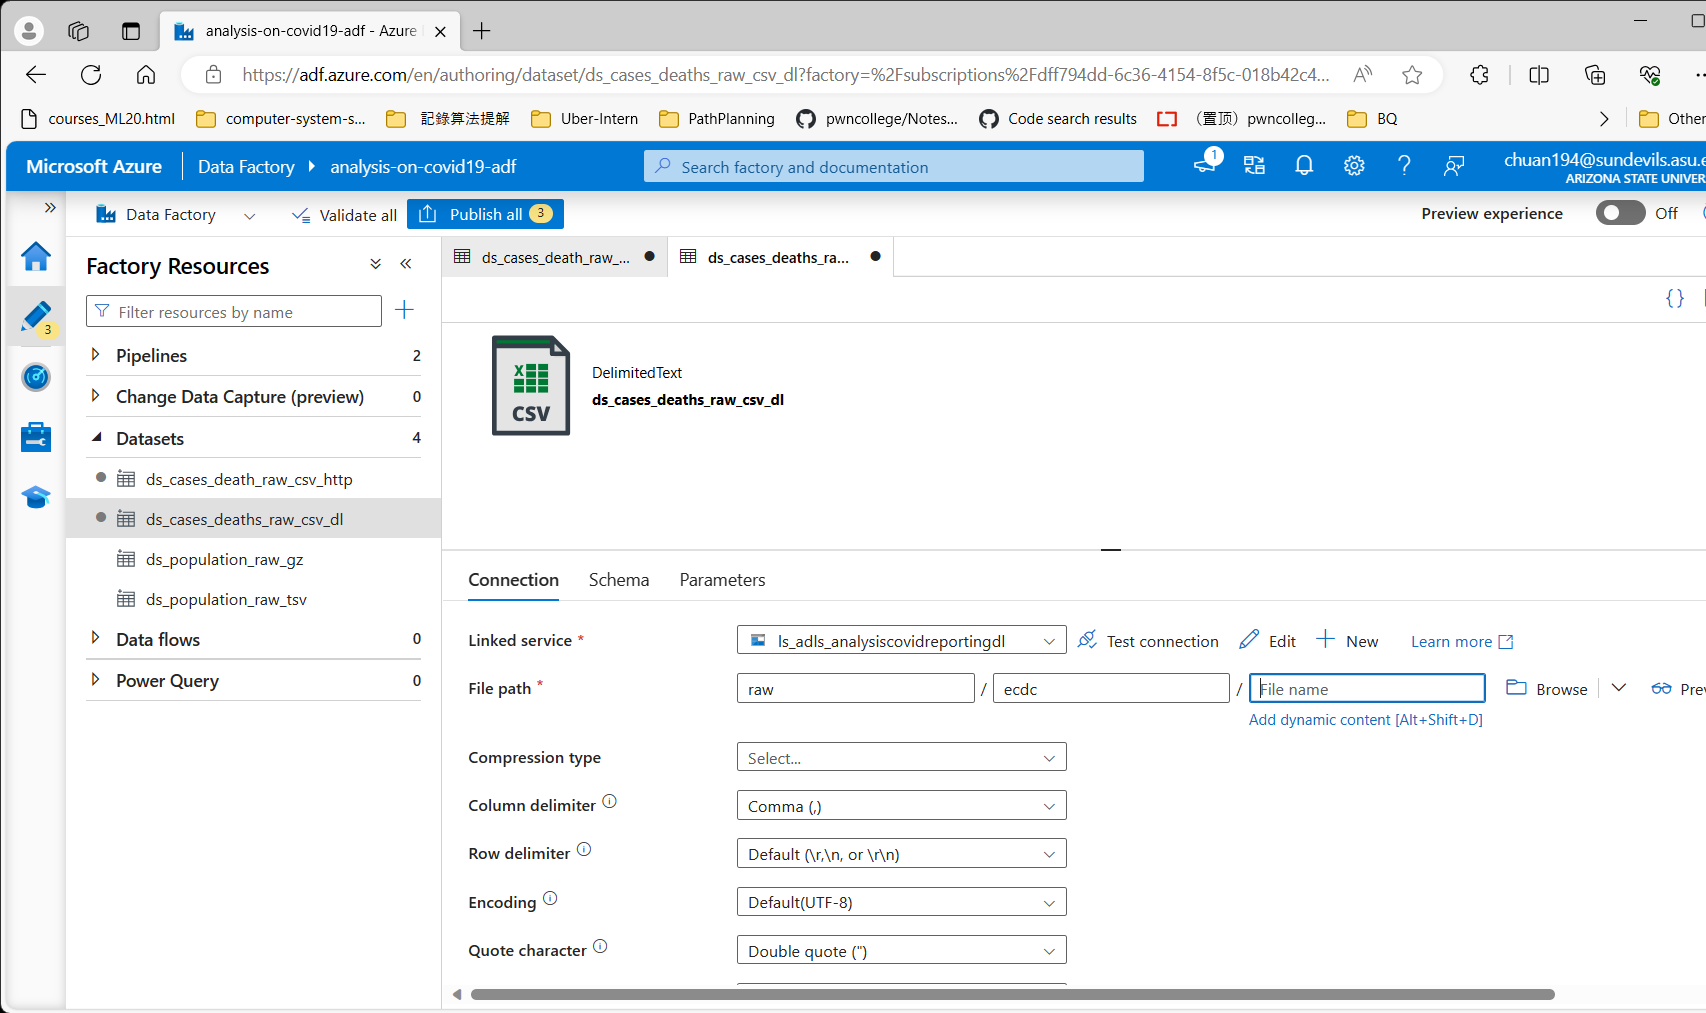 analysis-on-covid19-adf - Azure
https://adf.azure.com/en/authoring/dataset/ds_cases_deaths_raw_csv_dl?factory=%2Fsubscriptions%2Fdff794dd-6c36-4154-8f5c-018b42c4...
courses_ML20.html
computer-system-s...
記錄算法提解
Uber-Intern
PathPlanning
pwncollege/Notes...
Code search results
（置顶）pwncolleg...
BQ
Other
Microsoft Azure
Data Factory
analysis-on-covid19-adf
Search factory and documentation
1
chuan194@sundevils.asu.e
ARIZONA STATE UNIVER
Data Factory
Validate all
Publish all 3
Preview experience
Off
Factory Resources
3
Filter resources by name
Pipelines 2
Change Data Capture (preview) 0
Datasets 4
ds_cases_death_raw_csv_http
ds_cases_deaths_raw_csv_dl
ds_population_raw_gz
ds_population_raw_tsv
Data flows 0
Power Query 0
ds_cases_death_raw_...
ds_cases_deaths_ra...
{}
X
CSV
DelimitedText
ds_cases_deaths_raw_csv_dl
Connection
Schema
Parameters
Linked service *
ls_adls_analysiscovidreportingdl
Test connection
Edit
New
Learn more
File path *
raw / ecdc / File name
Browse
Prev
Add dynamic content [Alt+Shift+D]
Compression type
Select...
Column delimiter
Comma (,)
Row delimiter
Default (\r,\n, or \r\n)
Encoding
Default(UTF-8)
Quote character
Double quote (")